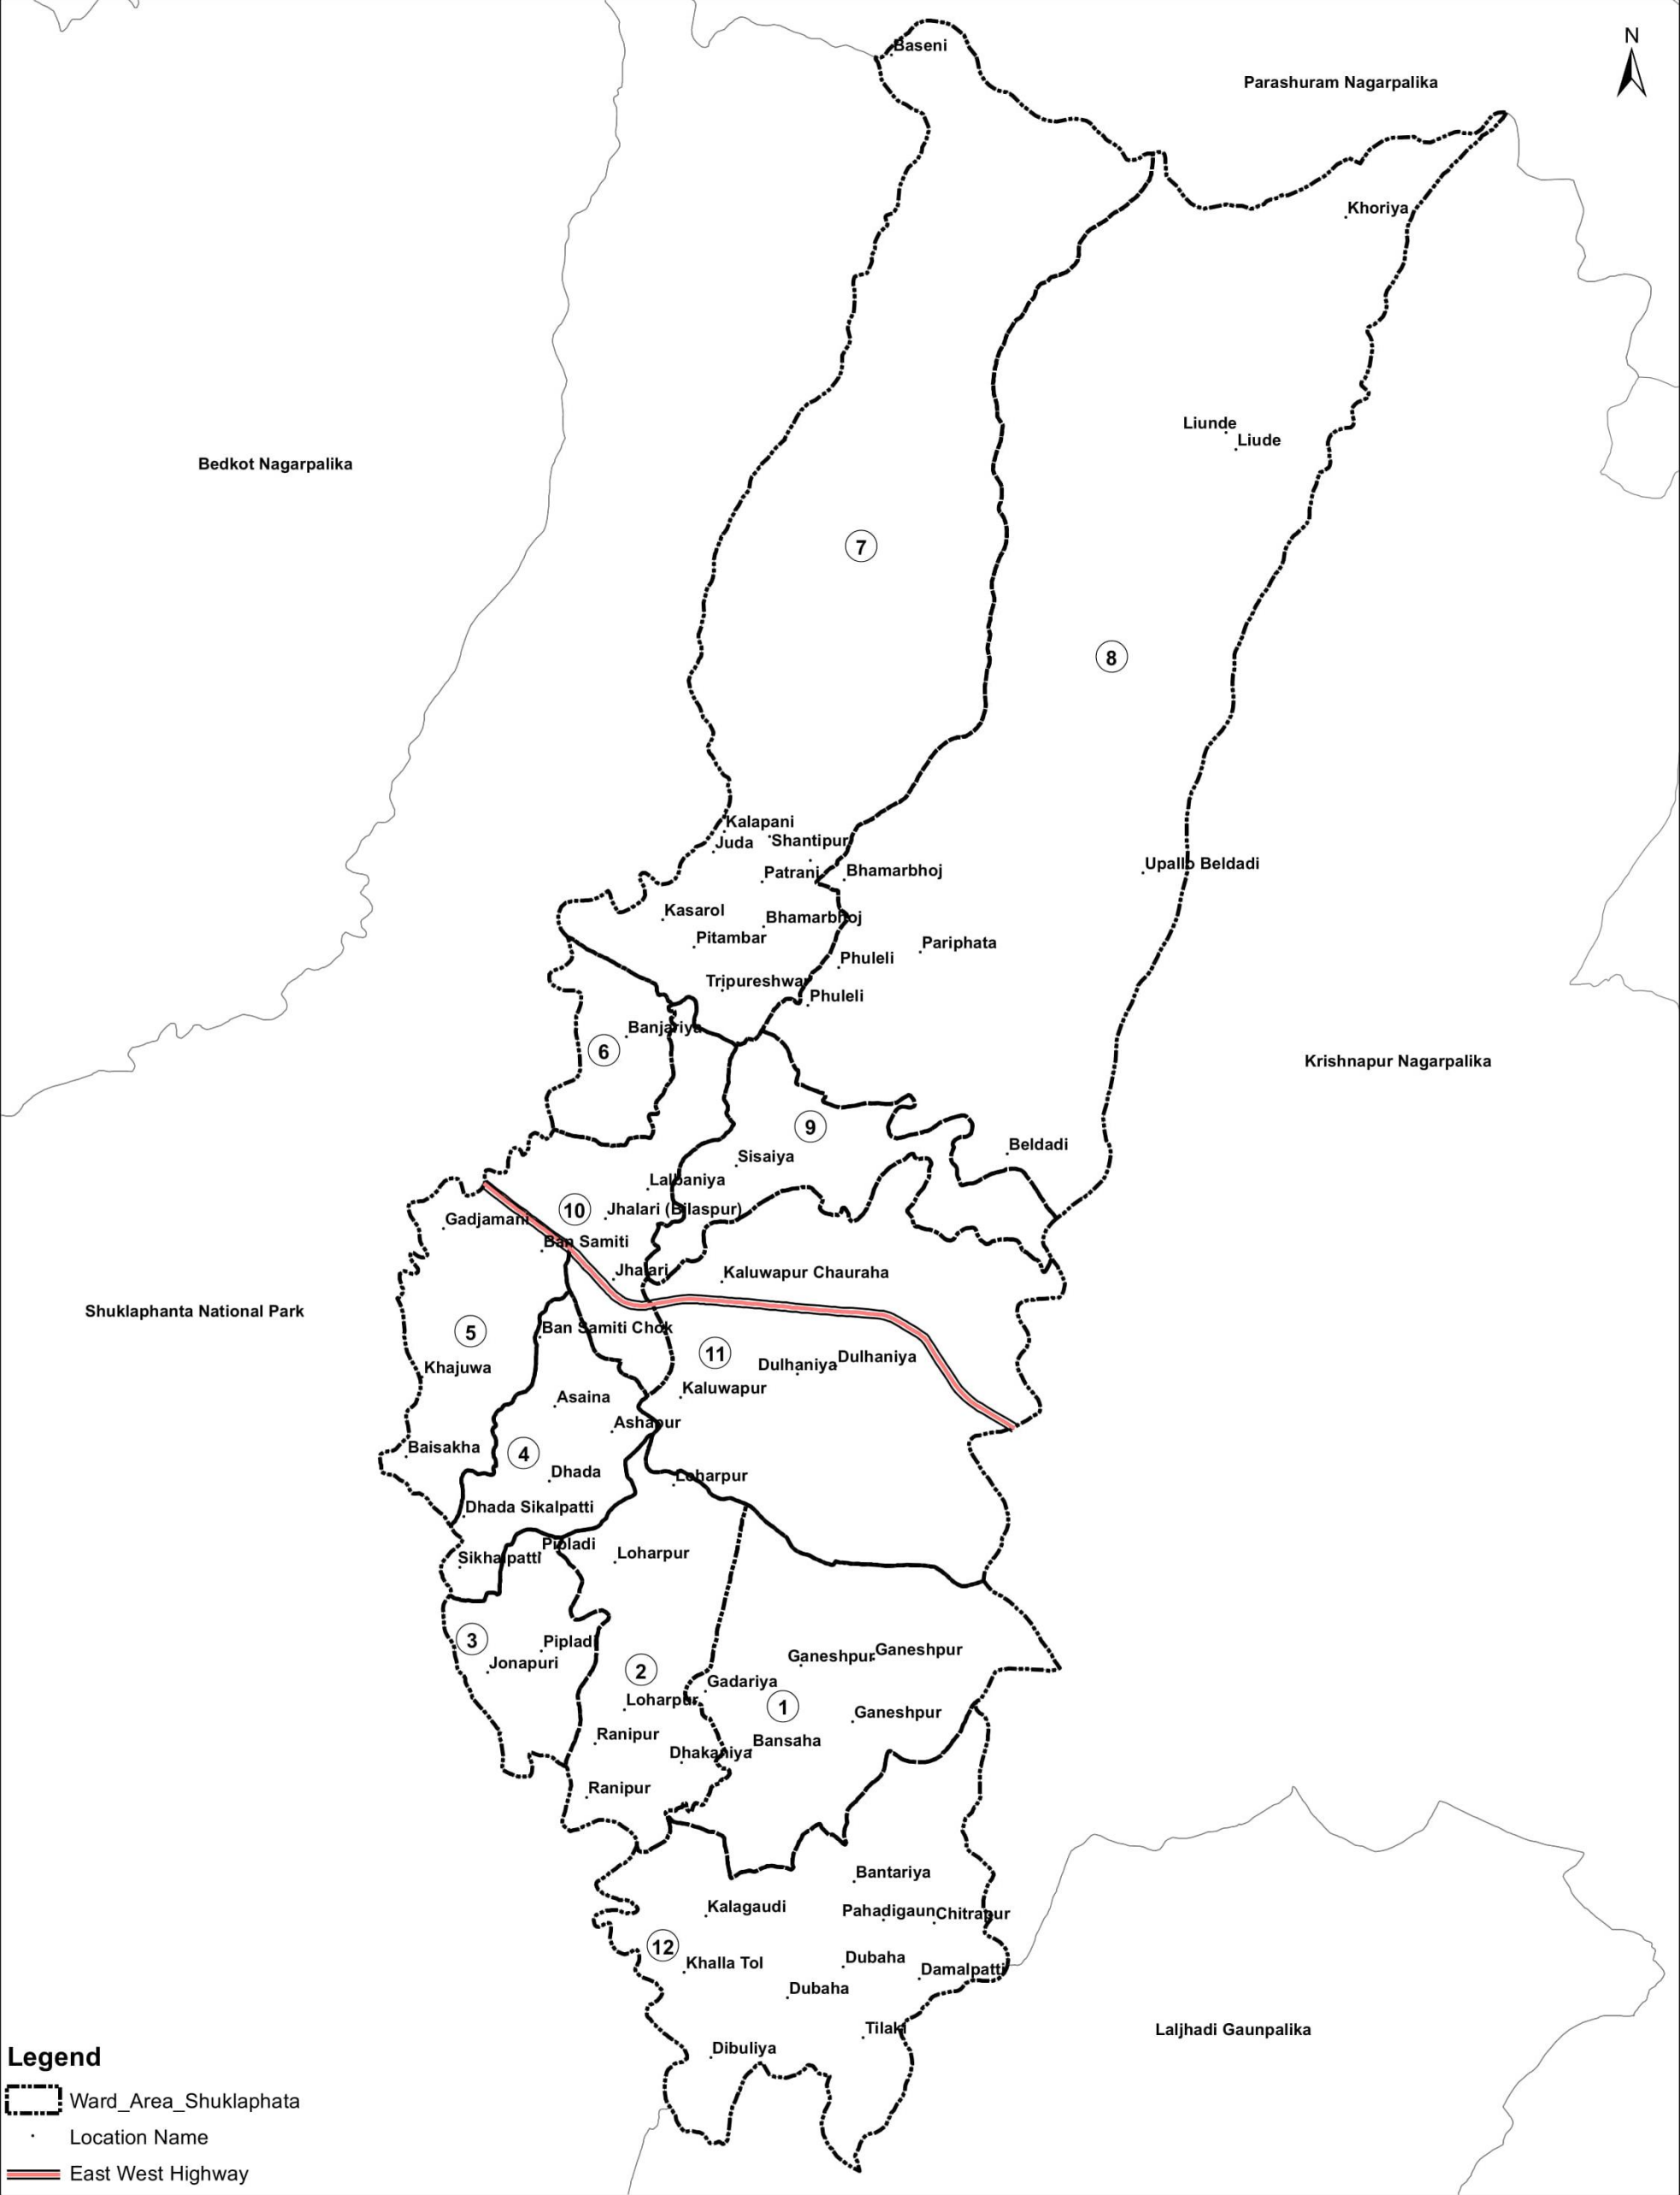 N
Baseni
Parashuram Nagarpalika
Khoriya
Liunde
Liude
Bedkot Nagarpalika
7
8
Kalapani
Juda
Shantipur
Patrani
Bhamarbhoj
Upallo Beldadi
Kasarol
Bhamarbhoj
Pitambar
Pariphata
Phuleli
Tripureshwar
Phuleli
Banjariya
6
Krishnapur Nagarpalika
9
Beldadi
Sisaiya
Lalbaniya
10
Jhalari (Bilaspur)
Gadjamani
Ban Samiti
Jhalari
Kaluwapur Chauraha
Shuklaphanta National Park
5
Ban Samiti Chok
11
Dulhaniya
Dulhaniya
Khajuwa
Kaluwapur
Asaina
Ashapur
Baisakha
4
Dhada
Loharpur
Dhada Sikalpatti
Pipladi
Sikhalpatti
Loharpur
3
Pipladi
Jonapuri
Ganeshpur
Ganeshpur
2
Gadariya
Loharpur
1
Ganeshpur
Ranipur
Bansaha
Dhakaniya
Ranipur
Bantariya
Kalagaudi
Pahadigaun
Chitrapur
12
Khalla Tol
Dubaha
Damalpatti
Dubaha
Tilaki
Laljhadi Gaunpalika
Dibuliya
Legend
Ward_Area_Shuklaphata
Location Name
East West Highway